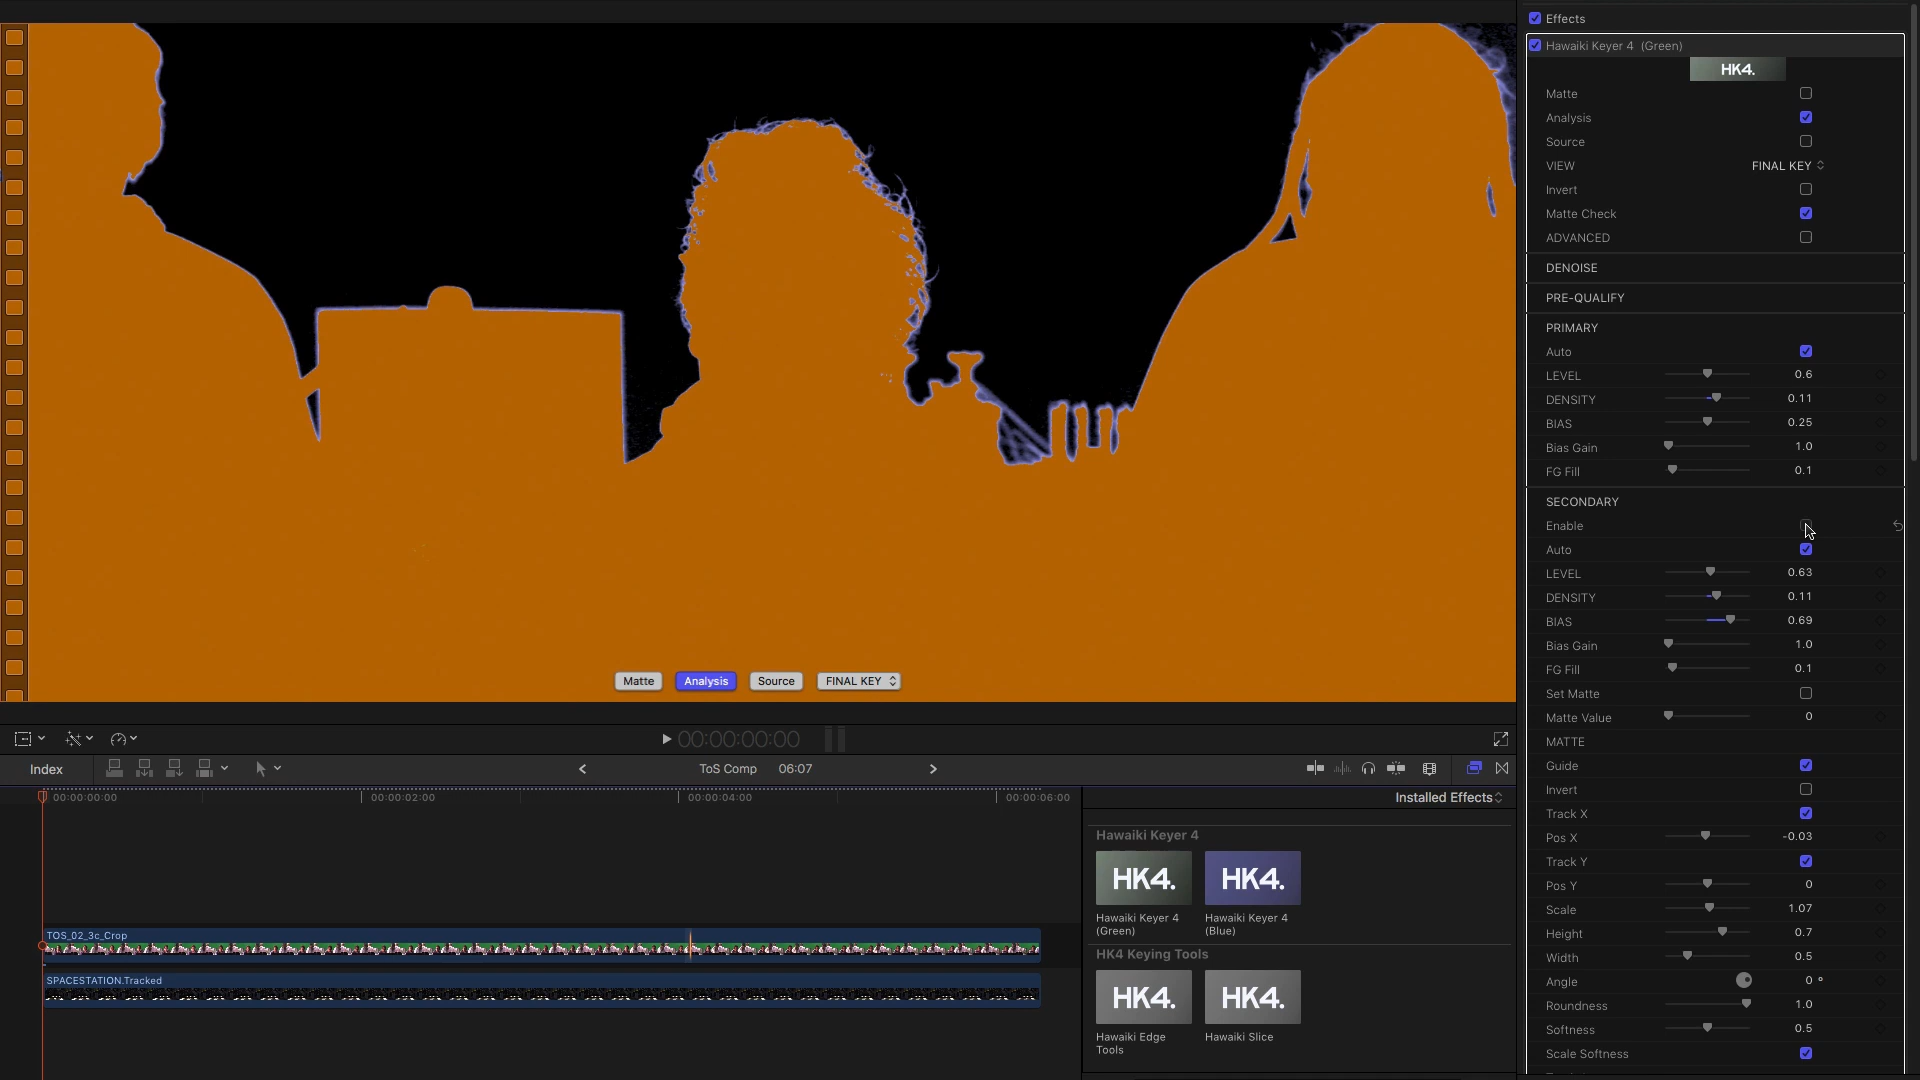 Effects
Hawaiki Keyer 4 (Green)
HK4.
Matte
Analysis
Source
VIEW FINAL KEY
Invert
Matte Check
ADVANCED
DENOISE
PRE-QUALIFY
PRIMARY
Auto
LEVEL 0.6
DENSITY 0.11
BIAS 0.25
Bias Gain 1.0
FG Fill 0.1
SECONDARY
Enable
Auto
LEVEL 0.63
DENSITY 0.11
BIAS 0.69
Bias Gain 1.0
FG Fill 0.1
Set Matte
Matte Value 0
MATTE
Guide
Invert
Track X
Pos X -0.03
Track Y
Pos Y 0
Scale 1.07
Height 0.7
Width 0.5
Angle 0 °
Roundness 1.0
Softness 0.5
Scale Softness
Matte Analysis Source FINAL KEY
00:00:00:00
Index ToS Comp 06:07
00:00:00:00 00:00:02:00 00:00:04:00 00:00:06:00
TOS_02_3c_Crop
SPACESTATION.Tracked
Installed Effects
Hawaiki Keyer 4
HK4. HK4.
Hawaiki Keyer 4 (Green)
Hawaiki Keyer 4 (Blue)
HK4 Keying Tools
HK4. HK4.
Hawaiki Edge Tools
Hawaiki Slice